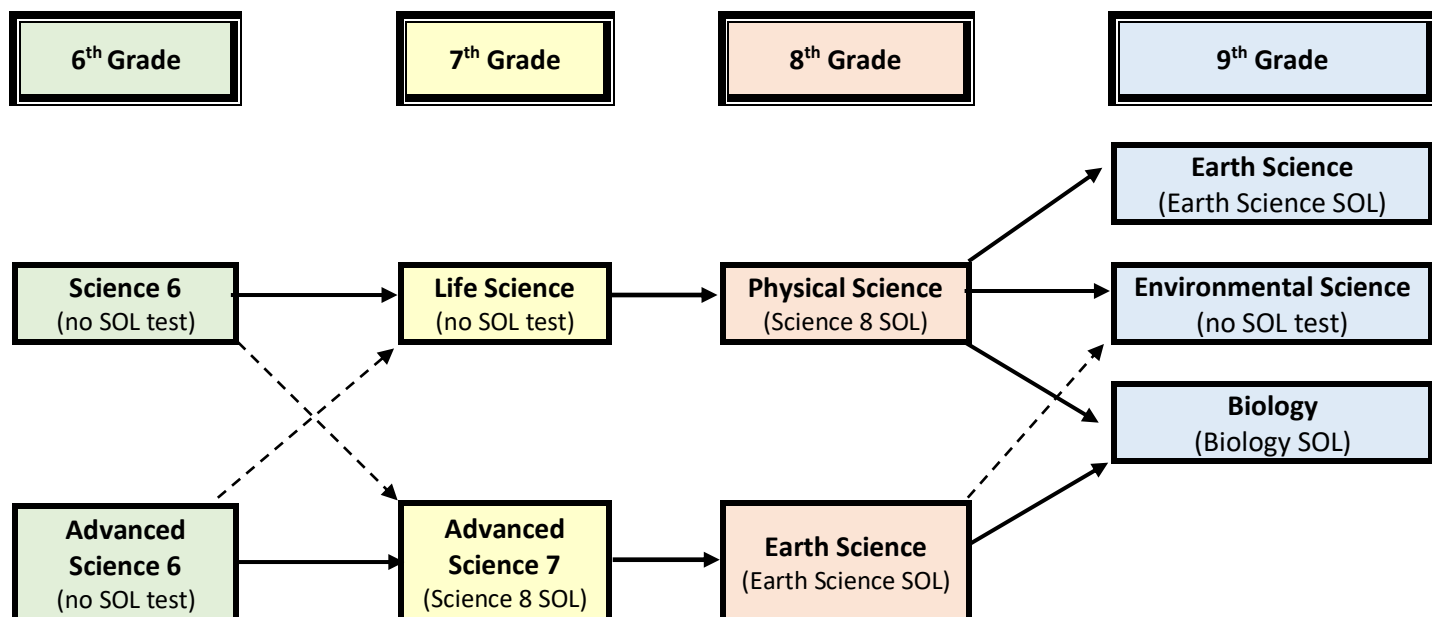 6th Grade
7th Grade
8th Grade
9th Grade
Earth Science
(Earth Science SOL)
Science 6
(no SOL test)
Life Science
(no SOL test)
Physical Science
(Science 8 SOL)
Environmental Science
(no SOL test)
Biology
(Biology SOL)
Advanced
Science 6
(no SOL test)
Advanced
Science 7
(Science 8 SOL)
Earth Science
(Earth Science SOL)